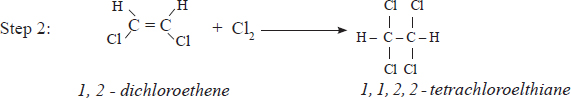 Cl Cl
H H
Step 2: C = C + Cl₂ H – C – C – H
Cl Cl
Cl Cl
1, 2 - dichloroethene 1, 1, 2, 2 - tetrachloroelthiane